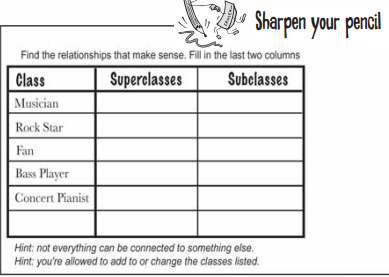 Sharpen your pencil
Find the relationships that make sense. Fill in the last two columns
Class Superclasses Subclasses
Musician
Rock Star
Fan
Bass Player
Concert Pianist
Hint: not everything can be connected to something else.
Hint: you're allowed to add to or change the classes listed.